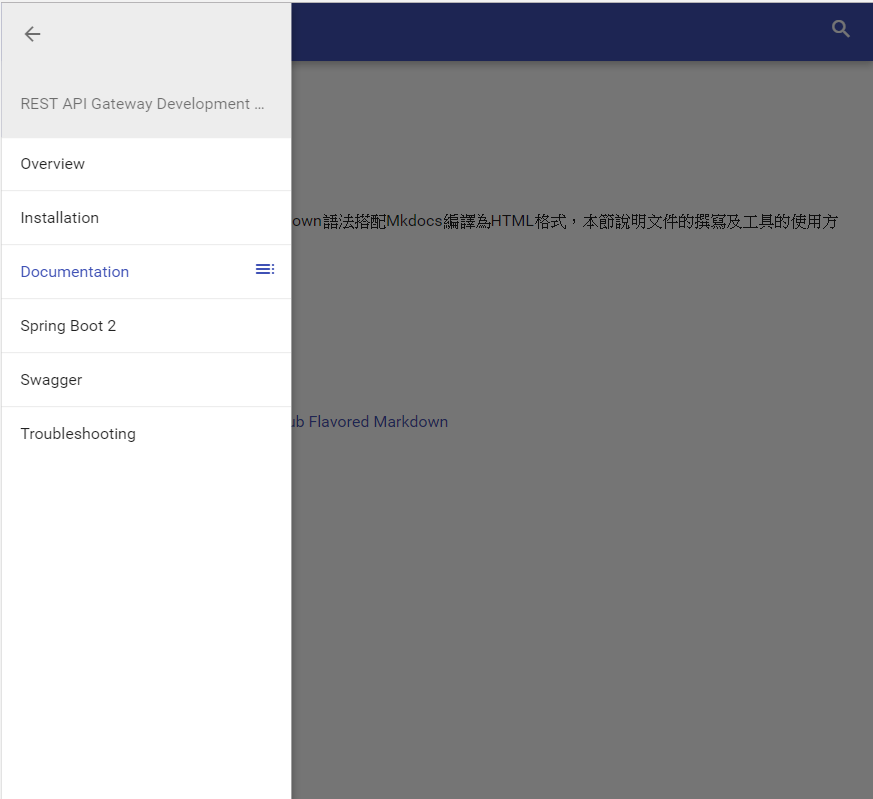 REST API Gateway Development ...
Overview
Installation
own語法搭配Mkdocs編譯為HTML格式，本節說明文件的撰寫及工具的使用方
Documentation
Spring Boot 2
Swagger
ub Flavored Markdown
Troubleshooting